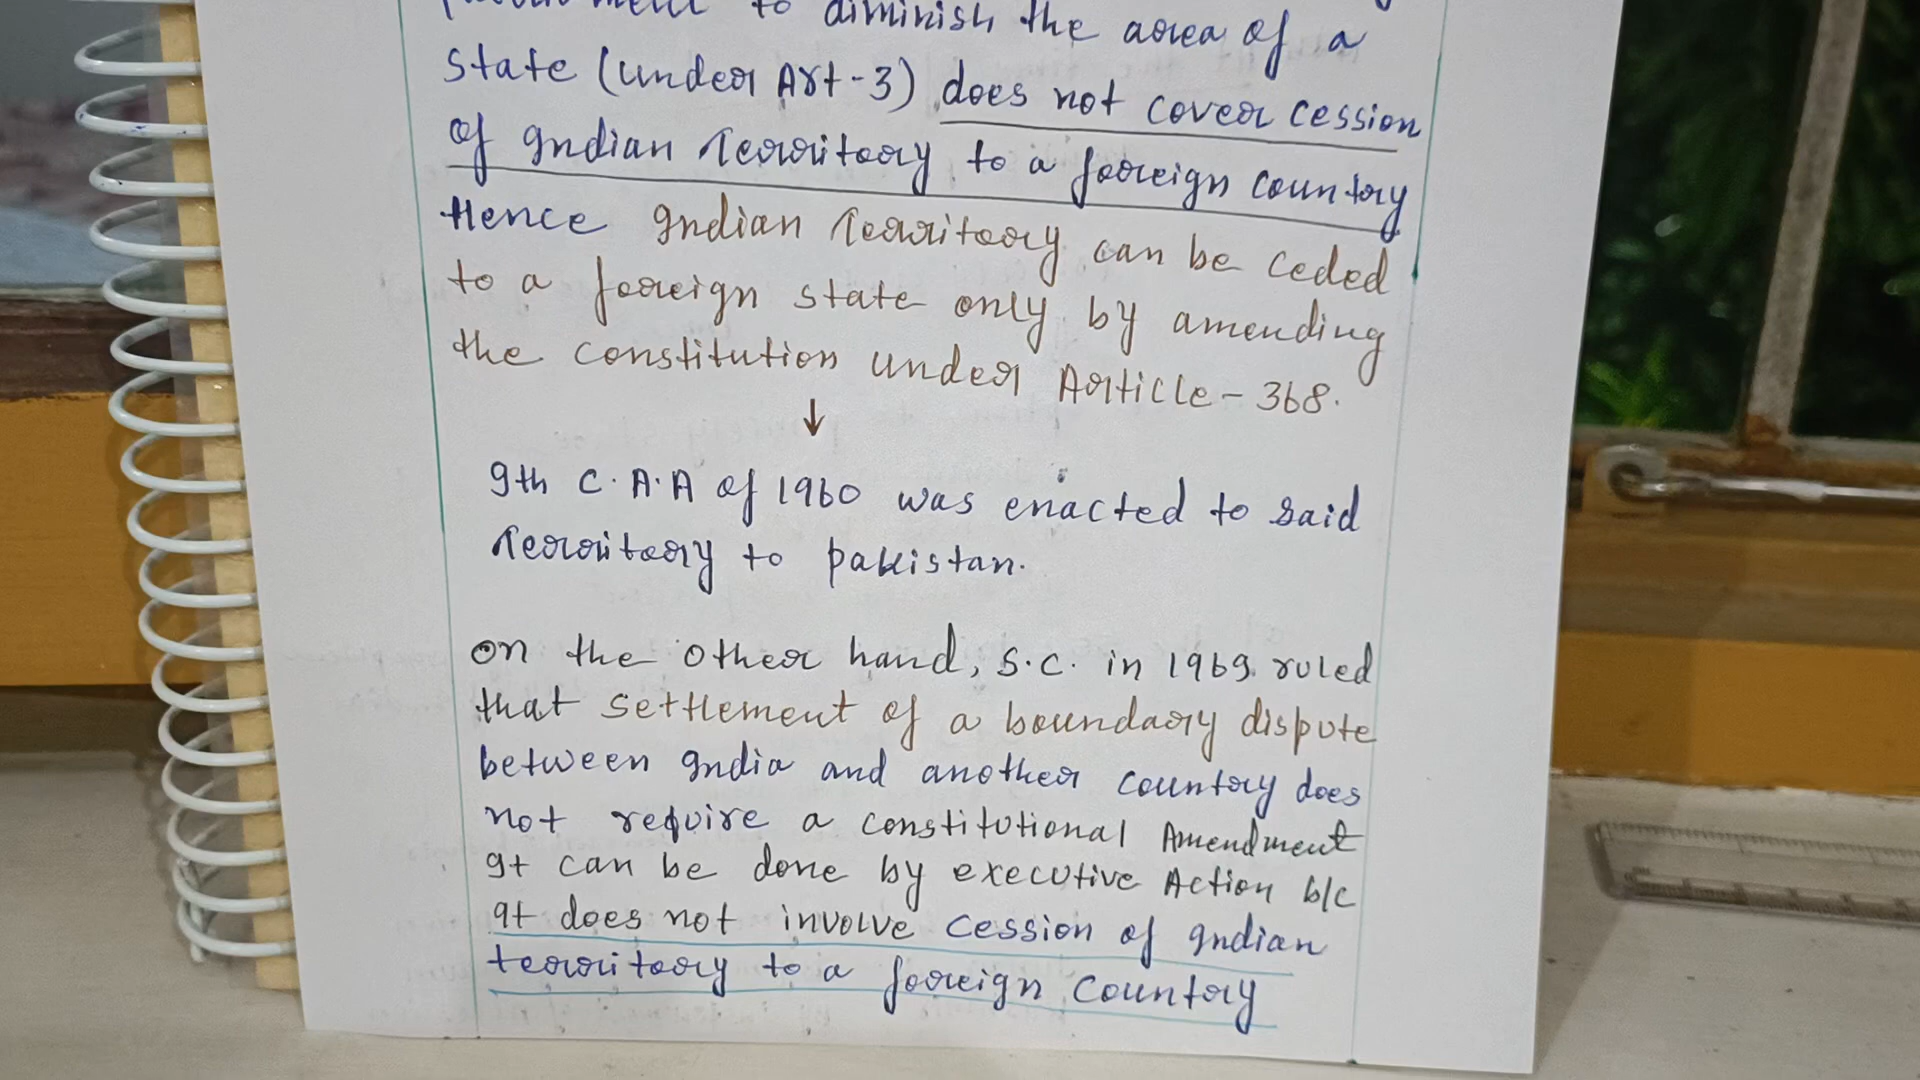 to diminish the area of a
state (under Art-3) does not cover cession
of Indian Territory to a foreign country
Hence Indian Territory can be ceded
to a foreign state only by amending
the constitution under Article - 368.
↓
9th C.A.A of 1960 was enacted to said
Territory to pakistan.
on the other hand, S.C. in 1969 ruled
that settlement of a boundary dispute
between India and another country does
not require a constitutional Amendment
It can be done by executive Action b/c
It does not involve cession of Indian
territory to a foreign country